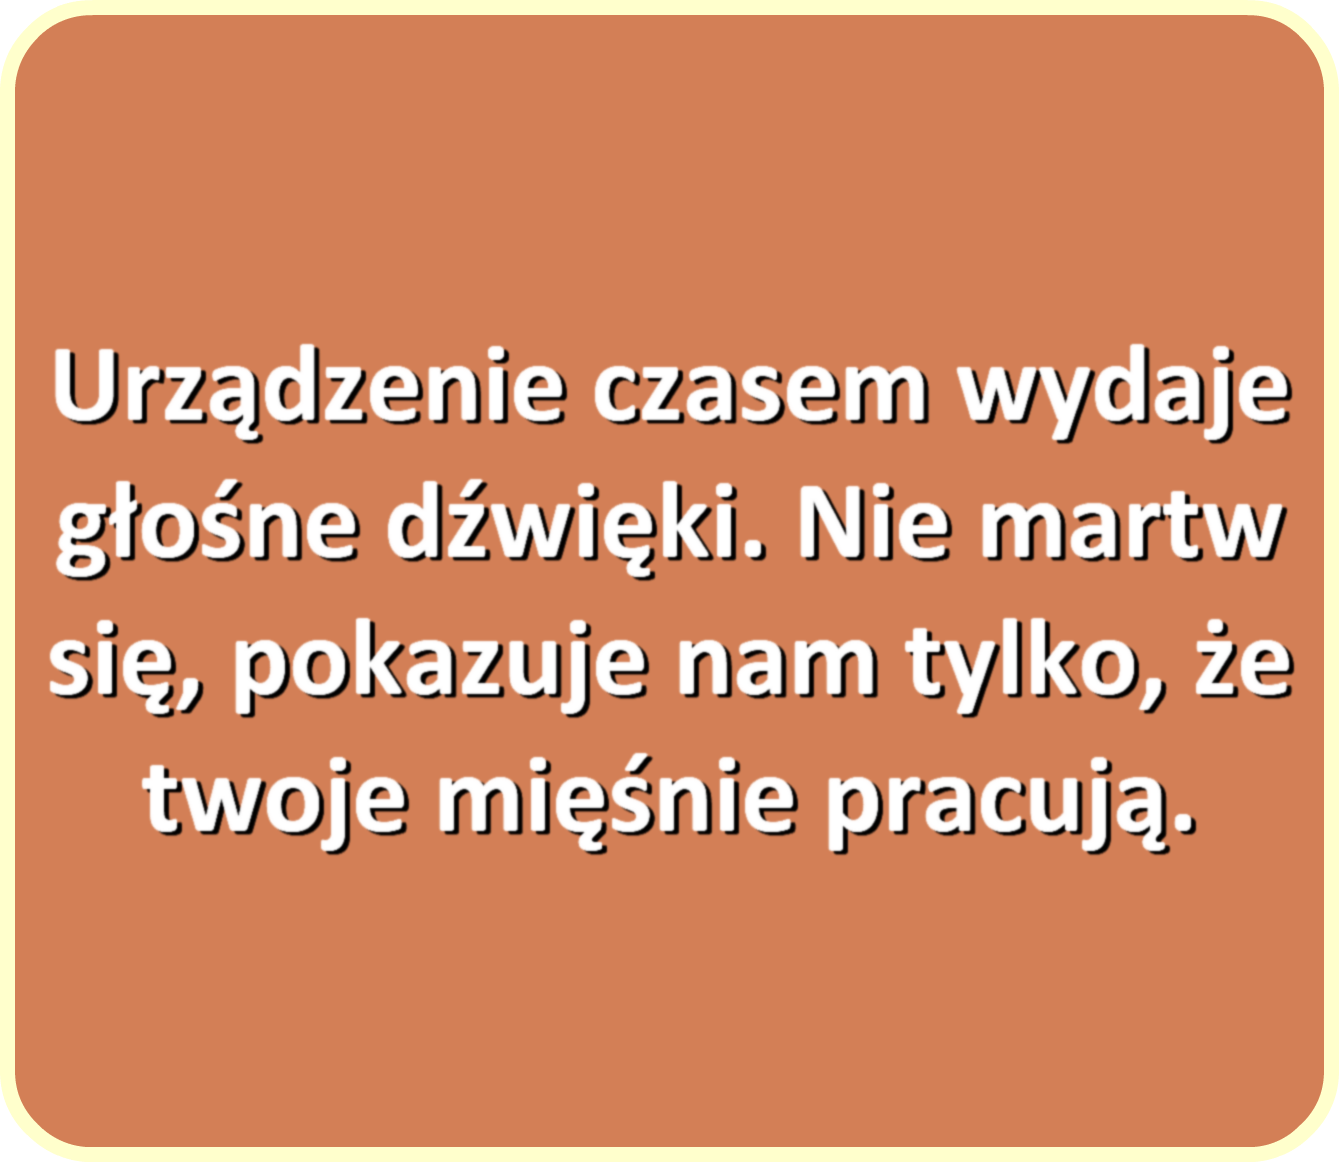 Urządzenie czasem wydaje
głośne dźwięki. Nie martw
się, pokazuje nam tylko, że
twoje mięśnie pracują.